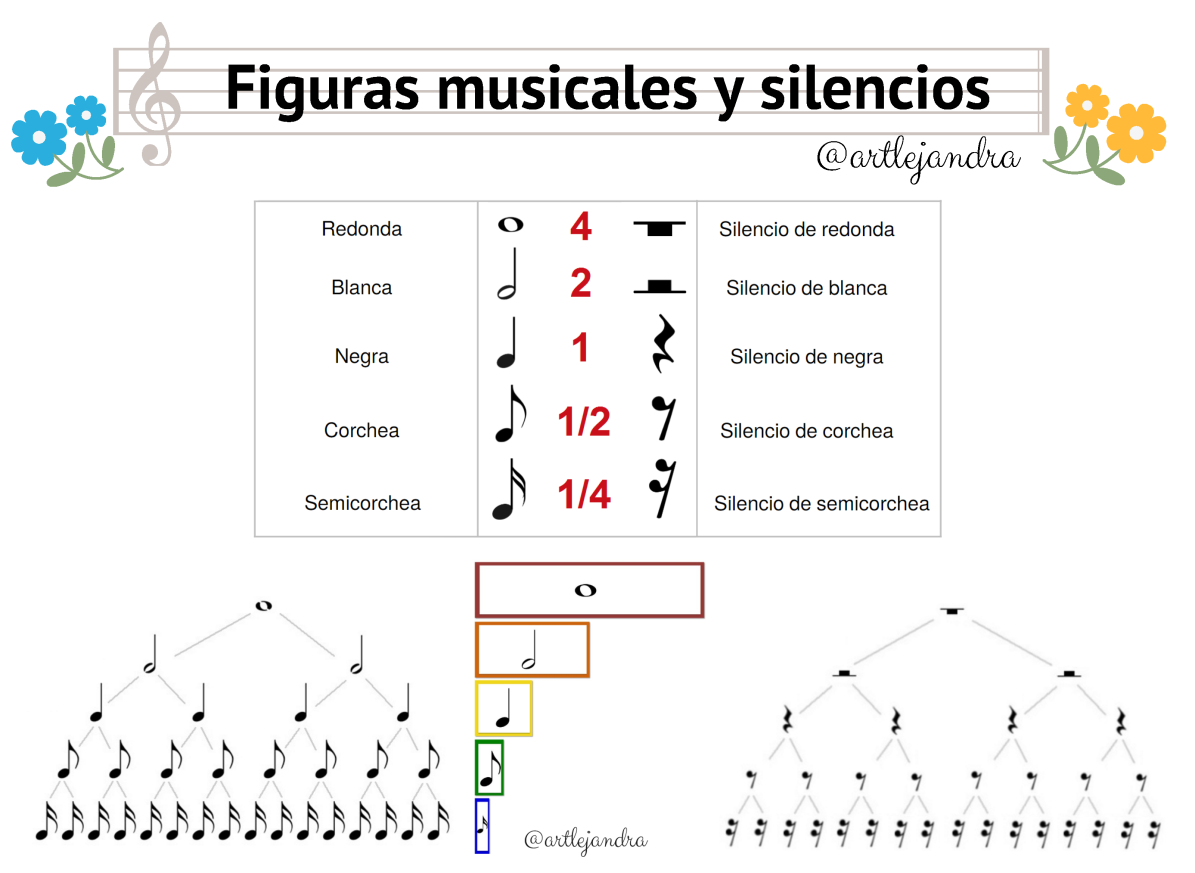 Figuras musicales y silencios
@artlejandra
Redonda 4 Silencio de redonda
Blanca 2 Silencio de blanca
Negra 1 Silencio de negra
Corchea 1/2 Silencio de corchea
Semicorchea 1/4 Silencio de semicorchea
@artlejandra